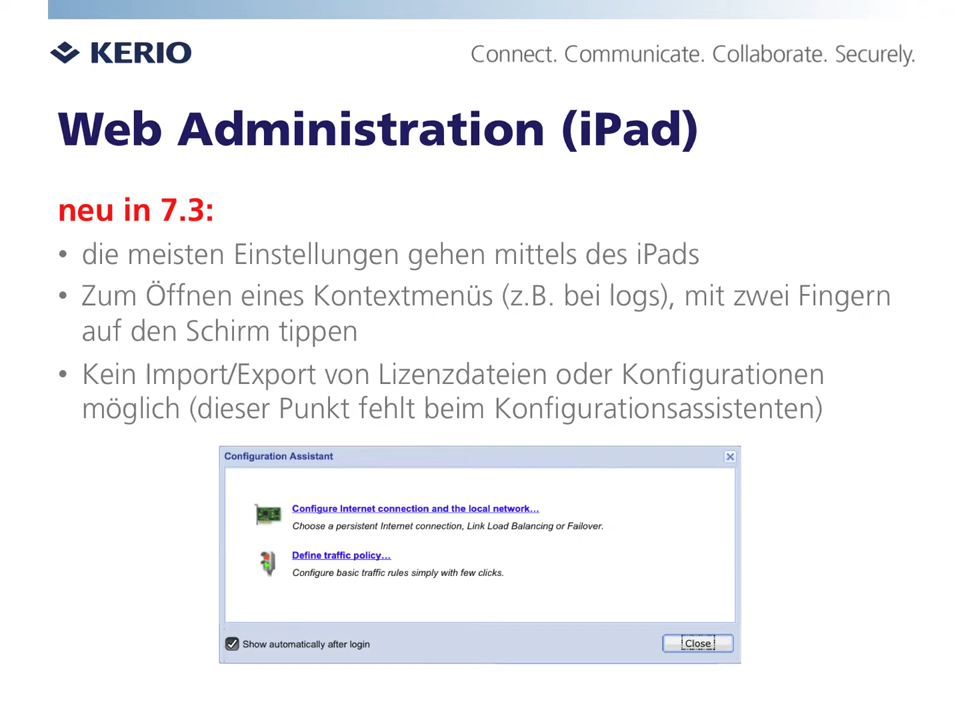 KERIO
Connect. Communicate. Collaborate. Securely.
Web Administration (iPad)
neu in 7.3:
• die meisten Einstellungen gehen mittels des iPads
• Zum Öffnen eines Kontextmenüs (z.B. bei logs), mit zwei Fingern
auf den Schirm tippen
• Kein Import/Export von Lizenzdateien oder Konfigurationen
möglich (dieser Punkt fehlt beim Konfigurationsassistenten)
Configuration Assistant
Configure Internet connection and the local network...
Choose a persistent Internet connection, Link Load Balancing or Failover.
Define traffic policy...
Configure basic traffic rules simply with few clicks.
Show automatically after login
Close